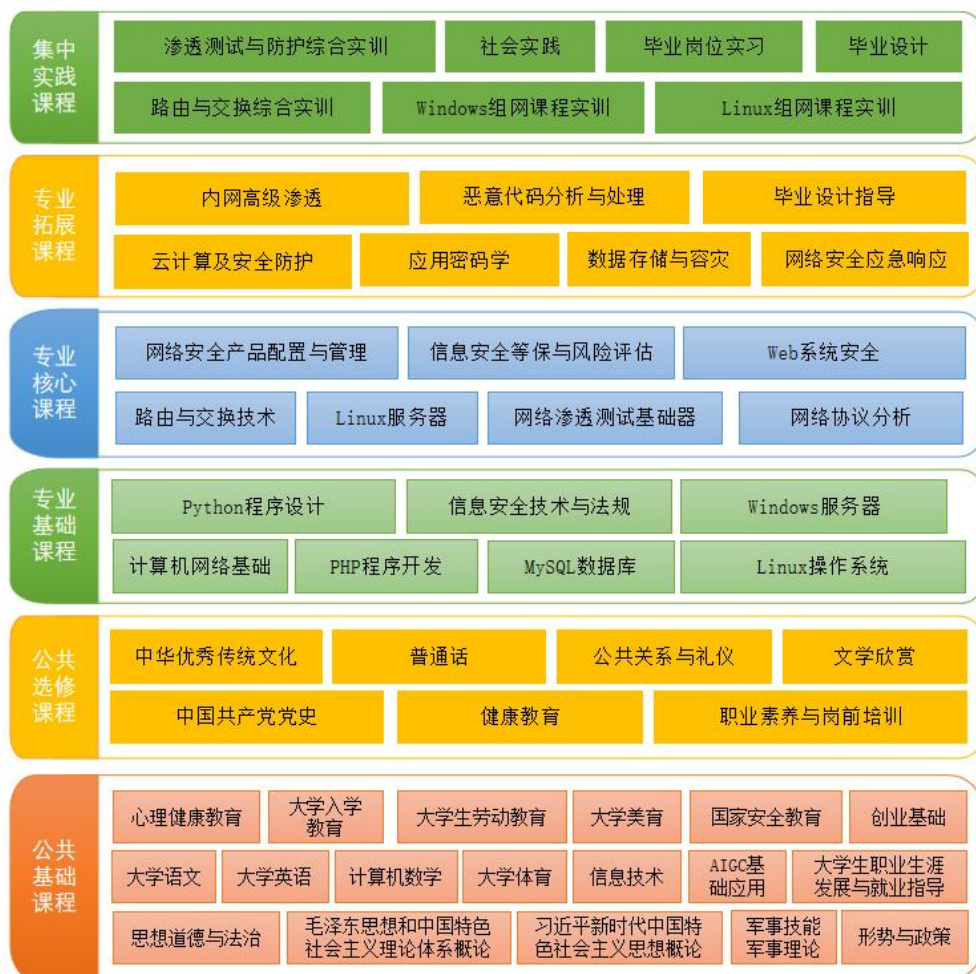 集中
实践
课程
渗透测试与防护综合实训 社会实践 毕业岗位实习 毕业设计
路由与交换综合实训 Windows组网课程实训 Linux组网课程实训
专业
拓展
课程
内网高级渗透 恶意代码分析与处理 毕业设计指导
云计算及安全防护 应用密码学 数据存储与容灾 网络安全应急响应
专业
核心
课程
网络安全产品配置与管理 信息安全等保与风险评估 Web系统安全
路由与交换技术 Linux服务器 网络渗透测试基础器 网络协议分析
专业
基础
课程
Python程序设计 信息安全技术与法规 Windows服务器
计算机网络基础 PHP程序开发 MySQL数据库 Linux操作系统
公共
选修
课程
中华优秀传统文化 普通话 公共关系与礼仪 文学欣赏
中国共产党党史 健康教育 职业素养与岗前培训
公共
基础
课程
心理健康教育
大学入学
教育
大学生劳动教育 大学美育 国家安全教育 创业基础
大学语文 大学英语 计算机数学 大学体育 信息技术
AIGC基
础应用
大学生职业生涯
发展与就业指导
思想道德与法治
毛泽东思想和中国特色
社会主义理论体系概论
习近平新时代中国特
色社会主义思想概论
军事技能
军事理论
形势与政策